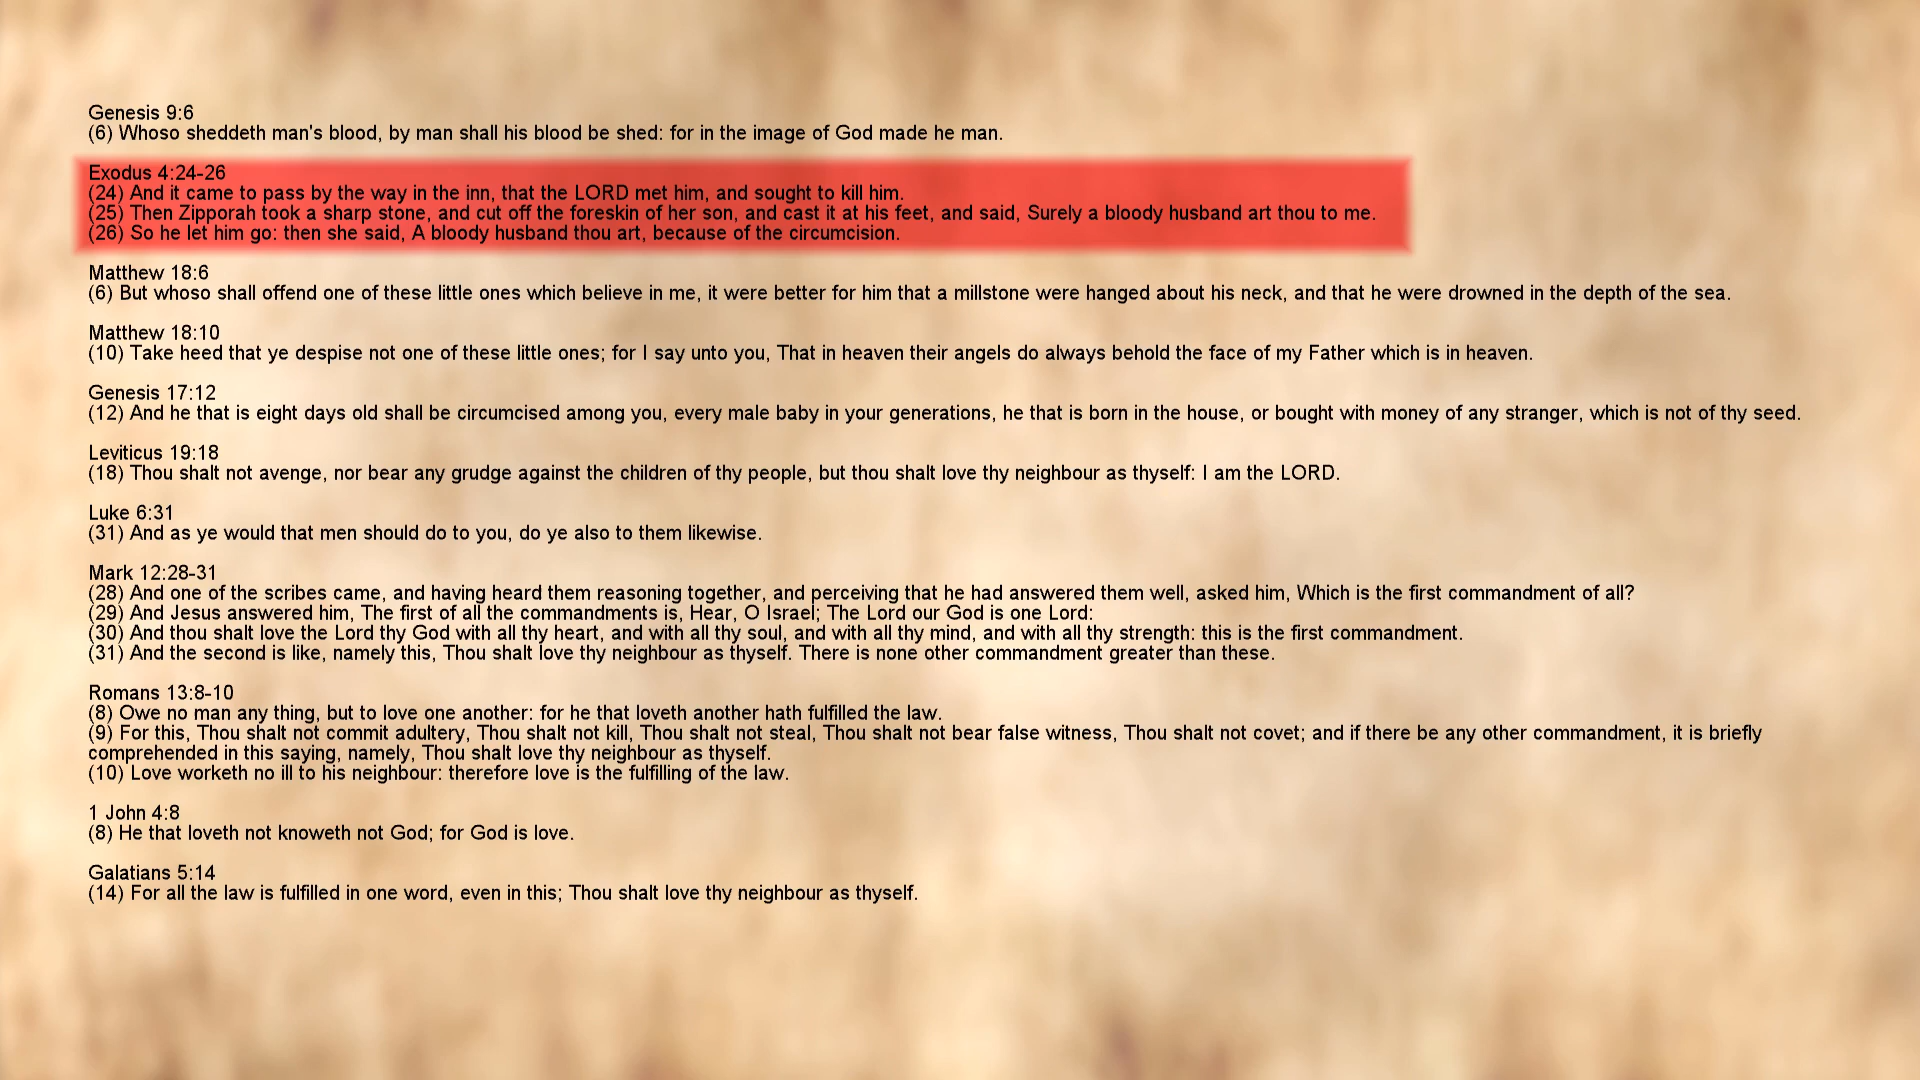 Genesis 9:6
(6) Whoso sheddeth man's blood, by man shall his blood be shed: for in the image of God made he man.
Exodus 4:24-26
(24) And it came to pass by the way in the inn, that the LORD met him, and sought to kill him.
(25) Then Zipporah took a sharp stone, and cut off the foreskin of her son, and cast it at his feet, and said, Surely a bloody husband art thou to me.
(26) So he let him go: then she said, A bloody husband thou art, because of the circumcision.
Matthew 18:6
(6) But whoso shall offend one of these little ones which believe in me, it were better for him that a millstone were hanged about his neck, and that he were drowned in the depth of the sea.
Matthew 18:10
(10) Take heed that ye despise not one of these little ones; for I say unto you, That in heaven their angels do always behold the face of my Father which is in heaven.
Genesis 17:12
(12) And he that is eight days old shall be circumcised among you, every male baby in your generations, he that is born in the house, or bought with money of any stranger, which is not of thy seed.
Leviticus 19:18
(18) Thou shalt not avenge, nor bear any grudge against the children of thy people, but thou shalt love thy neighbour as thyself: I am the LORD.
Luke 6:31
(31) And as ye would that men should do to you, do ye also to them likewise.
Mark 12:28-31
(28) And one of the scribes came, and having heard them reasoning together, and perceiving that he had answered them well, asked him, Which is the first commandment of all?
(29) And Jesus answered him, The first of all the commandments is, Hear, O Israel; The Lord our God is one Lord:
(30) And thou shalt love the Lord thy God with all thy heart, and with all thy soul, and with all thy mind, and with all thy strength: this is the first commandment.
(31) And the second is like, namely this, Thou shalt love thy neighbour as thyself. There is none other commandment greater than these.
Romans 13:8-10
(8) Owe no man any thing, but to love one another: for he that loveth another hath fulfilled the law.
(9) For this, Thou shalt not commit adultery, Thou shalt not kill, Thou shalt not steal, Thou shalt not bear false witness, Thou shalt not covet; and if there be any other commandment, it is briefly
comprehended in this saying, namely, Thou shalt love thy neighbour as thyself.
(10) Love worketh no ill to his neighbour: therefore love is the fulfilling of the law.
1 John 4:8
(8) He that loveth not knoweth not God; for God is love.
Galatians 5:14
(14) For all the law is fulfilled in one word, even in this; Thou shalt love thy neighbour as thyself.